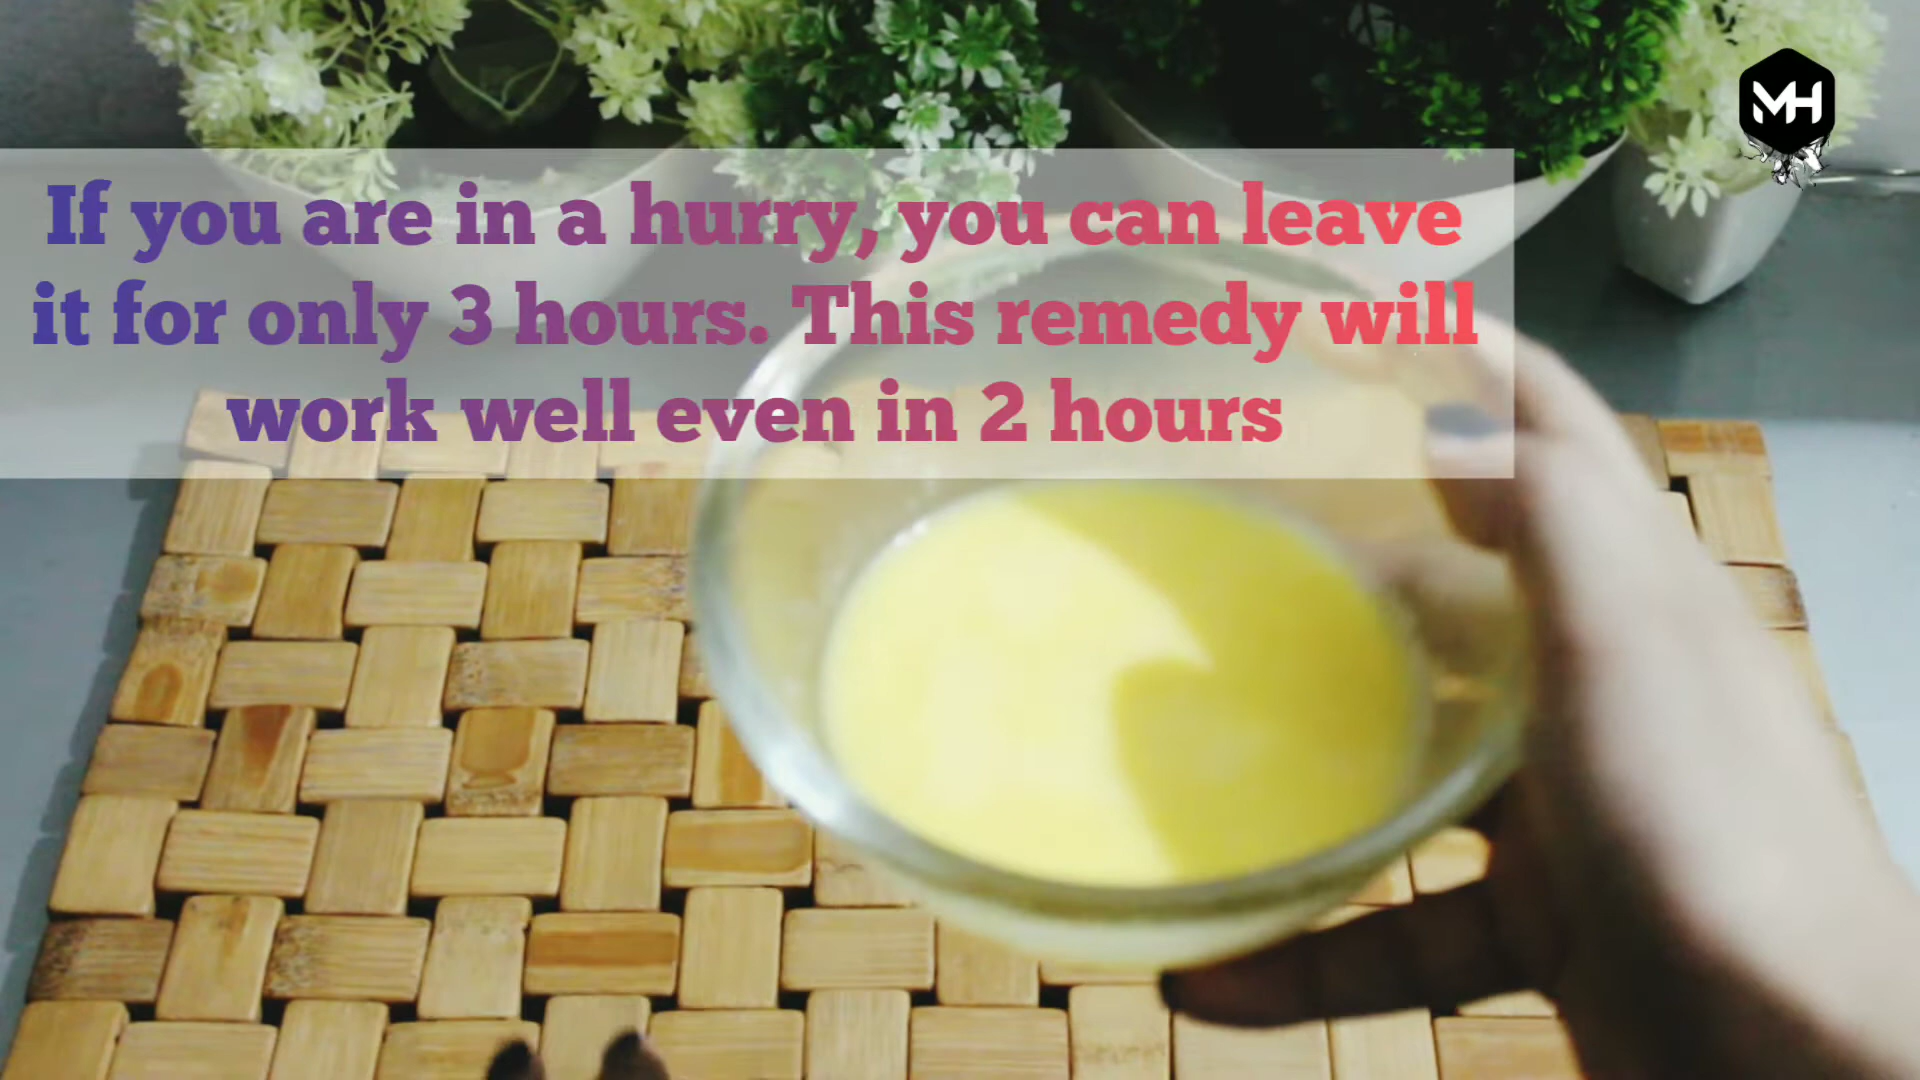 MH
If you are in a hurry, you can leave
it for only 3 hours. This remedy will
work well even in 2 hours